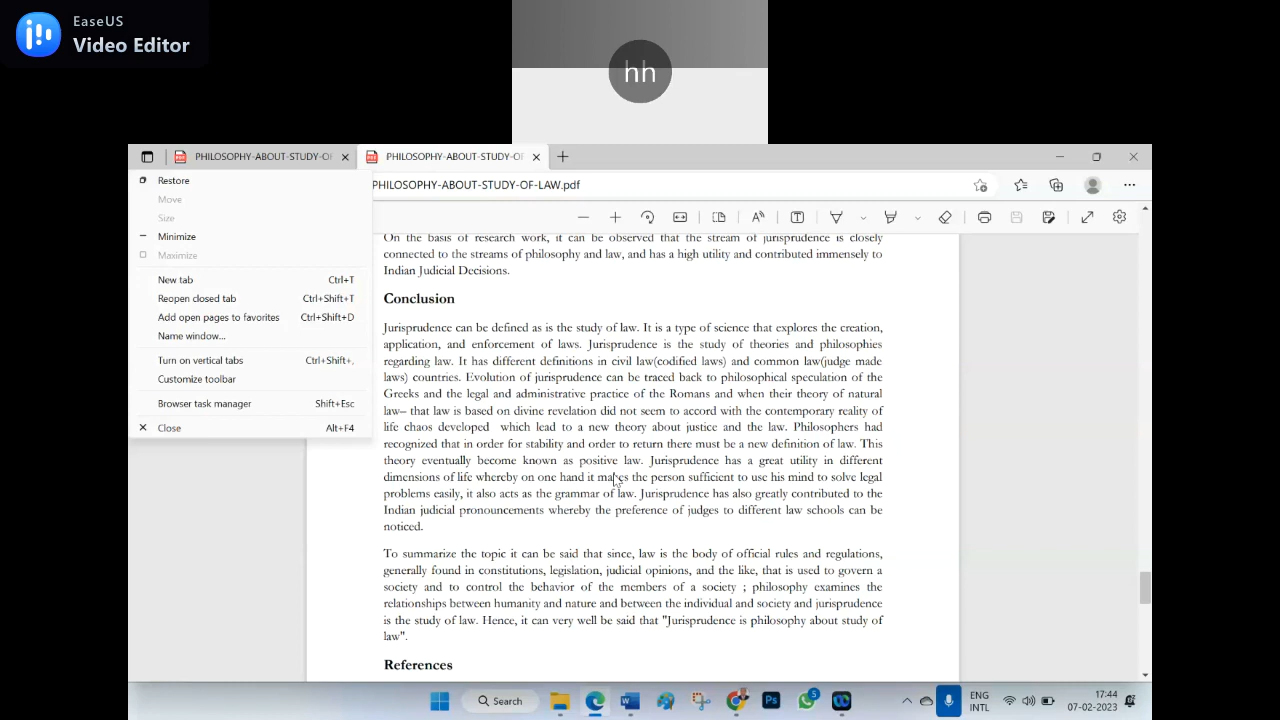 EaseUS
Video Editor
hh
PHILOSOPHY-ABOUT-STUDY-OF
PHILOSOPHY-ABOUT-STUDY-OF
PHILOSOPHY-ABOUT-STUDY-OF-LAW.pdf
Restore
Move
Size
Minimize
Maximize
New tab Ctrl+T
Reopen closed tab Ctrl+Shift+T
Add open pages to favorites Ctrl+Shift+D
Name window...
Turn on vertical tabs Ctrl+Shift+,
Customize toolbar
Browser task manager Shift+Esc
Close Alt+F4
On the basis of research work, it can be observed that the stream of jurisprudence is closely
connected to the streams of philosophy and law, and has a high utility and contributed immensely to
Indian Judicial Decisions.
Conclusion
Jurisprudence can be defined as is the study of law. It is a type of science that explores the creation,
application, and enforcement of laws. Jurisprudence is the study of theories and philosophies
regarding law. It has different definitions in civil law(codified laws) and common law(judge made
laws) countries. Evolution of jurisprudence can be traced back to philosophical speculation of the
Greeks and the legal and administrative practice of the Romans and when their theory of natural
law– that law is based on divine revelation did not seem to accord with the contemporary reality of
life chaos developed which lead to a new theory about justice and the law. Philosophers had
recognized that in order for stability and order to return there must be a new definition of law. This
theory eventually become known as positive law. Jurisprudence has a great utility in different
dimensions of life whereby on one hand it makes the person sufficient to use his mind to solve legal
problems easily, it also acts as the grammar of law. Jurisprudence has also greatly contributed to the
Indian judicial pronouncements whereby the preference of judges to different law schools can be
noticed.
To summarize the topic it can be said that since, law is the body of official rules and regulations,
generally found in constitutions, legislation, judicial opinions, and the like, that is used to govern a
society and to control the behavior of the members of a society ; philosophy examines the
relationships between humanity and nature and between the individual and society and jurisprudence
is the study of law. Hence, it can very well be said that "Jurisprudence is philosophy about study of
law".
References
Search
Ps
5
ENG
INTL
17:44
07-02-2023